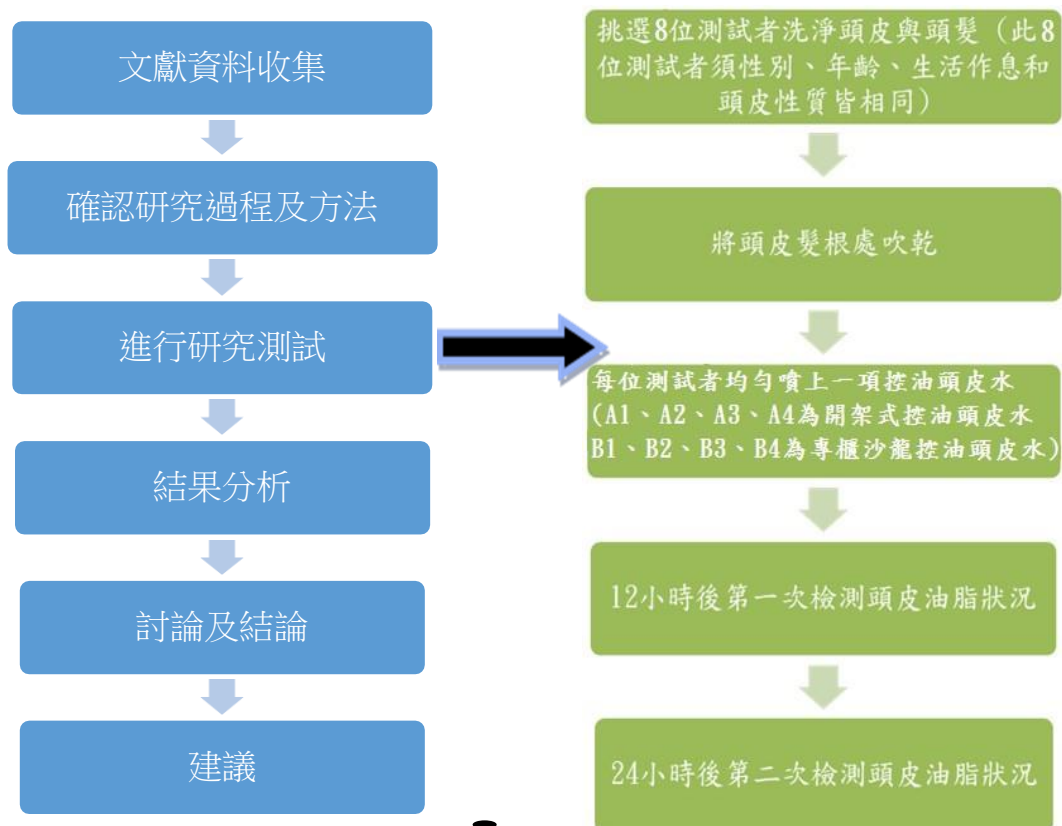 文獻資料收集
確認研究過程及方法
進行研究測試
結果分析
討論及結論
建議
挑選8位測試者洗淨頭皮與頭髮（此8
位測試者須性別、年齡、生活作息和
頭皮性質皆相同）
將頭皮髮根處吹乾
每位測試者均勻噴上一項控油頭皮水
(A1、A2、A3、A4為開架式控油頭皮水
B1、B2、B3、B4為專櫃沙龍控油頭皮水)
12小時後第一次檢測頭皮油脂狀況
24小時後第二次檢測頭皮油脂狀況